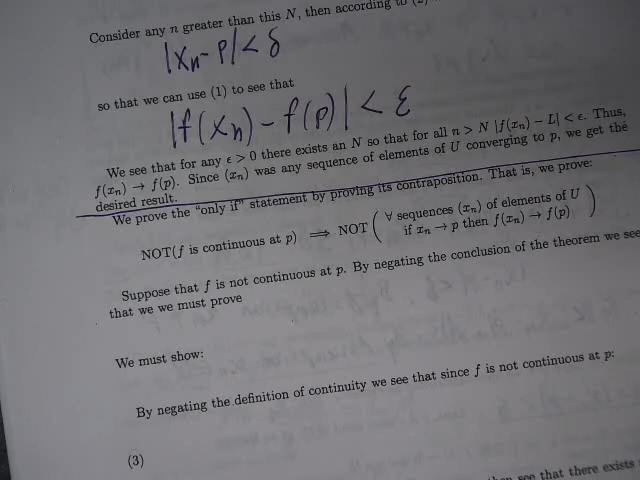 Consider any n greater than this N, then according to (2)
|xₙ - p| < δ
so that we can use (1) to see that
|f(xₙ) - f(p)| < ε
We see that for any ϵ > 0 there exists an N so that for all n > N |f(xₙ) − L| < ϵ. Thus,
f(xₙ) → f(p). Since (xₙ) was any sequence of elements of U converging to p, we get the
desired result.
We prove the "only if" statement by proving its contraposition. That is, we prove:
NOT(f is continuous at p) ⟹ NOT ( ∀ sequences (xₙ) of elements of U
if xₙ → p then f(xₙ) → f(p) )
Suppose that f is not continuous at p. By negating the conclusion of the theorem we see
that we we must prove
We must show:
By negating the definition of continuity we see that since f is not continuous at p:
(3)
see that there exists